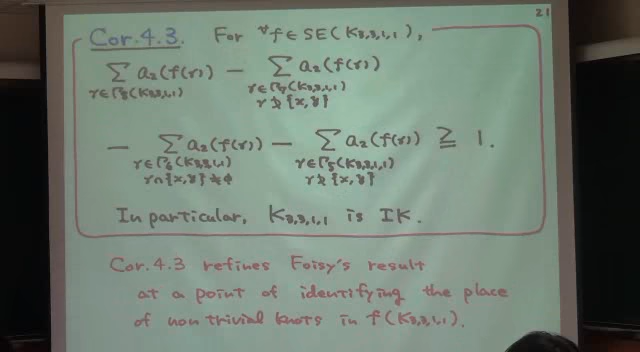 21
Cor.4.3. For ∀f ∈ SE(K₃,₃,₁,₁),
∑ a₂(f(γ)) − ∑ a₂(f(γ))
γ∈Γ₈(K₃,₃,₁,₁) γ∈Γ₇(K₃,₃,₁,₁)
γ ⊅ {x,y}
− ∑ a₂(f(γ)) − ∑ a₂(f(γ)) ≧ 1.
γ∈Γ₆(K₃,₃,₁,₁) γ∈Γ₅(K₃,₃,₁,₁)
γ∩{x,y} ≠ φ γ ⊅ {x,y}
In particular, K₃,₃,₁,₁ is IK.
Cor.4.3 refines Foisy's result
at a point of identifying the place
of nontrivial knots in f(K₃,₃,₁,₁).